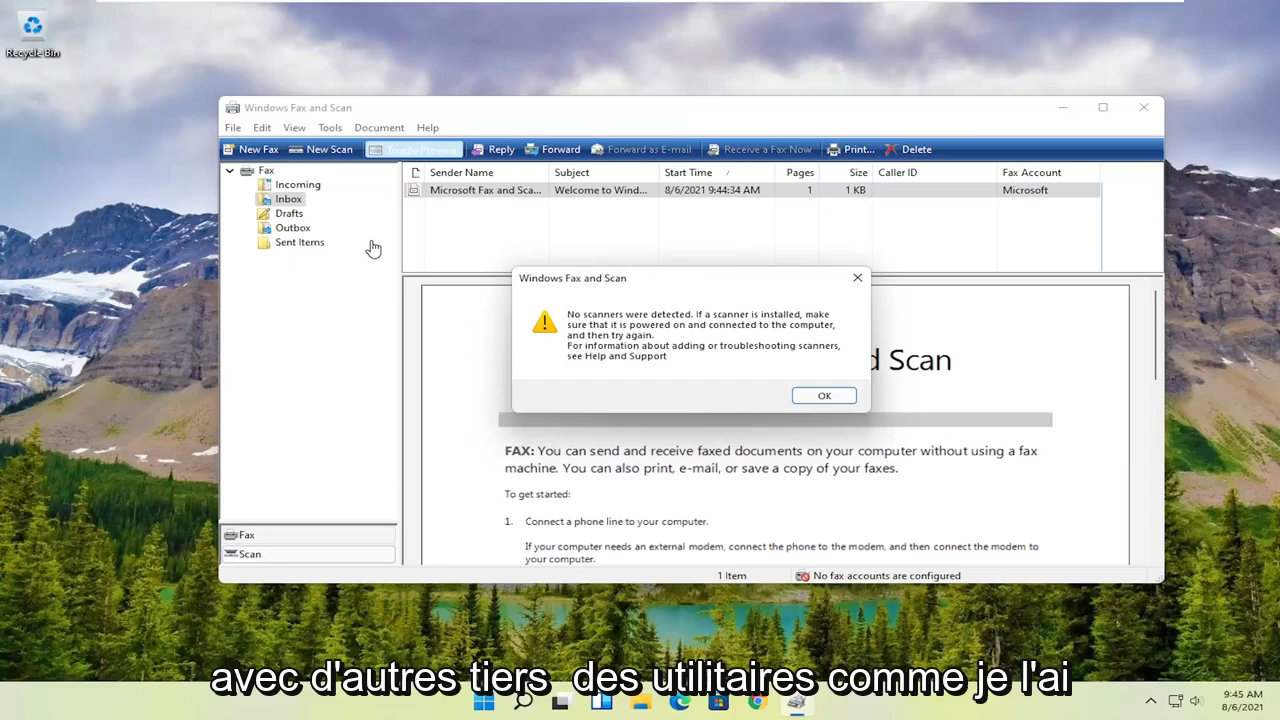 Recycle Bin
Windows Fax and Scan
File Edit View Tools Document Help
New Fax New Scan Toggle Preview Reply Forward Forward as E-mail Receive a Fax Now Print... Delete
Fax
Incoming
Inbox
Drafts
Outbox
Sent Items
Sender Name Subject Start Time / Pages Size Caller ID Fax Account
Microsoft Fax and Sca... Welcome to Wind... 8/6/2021 9:44:34 AM 1 1 KB Microsoft
Windows Fax and Scan
No scanners were detected. If a scanner is installed, make
sure that it is powered on and connected to the computer,
and then try again.
For information about adding or troubleshooting scanners,
see Help and Support
OK
d Scan
FAX: You can send and receive faxed documents on your computer without using a fax
machine. You can also print, e-mail, or save a copy of your faxes.
To get started:
1. Connect a phone line to your computer.
If your computer needs an external modem, connect the phone to the modem, and then connect the modem to
your computer.
Fax
Scan
1 Item No fax accounts are configured
avec d'autres tiers des utilitaires comme je l'ai
9:45 AM
8/6/2021